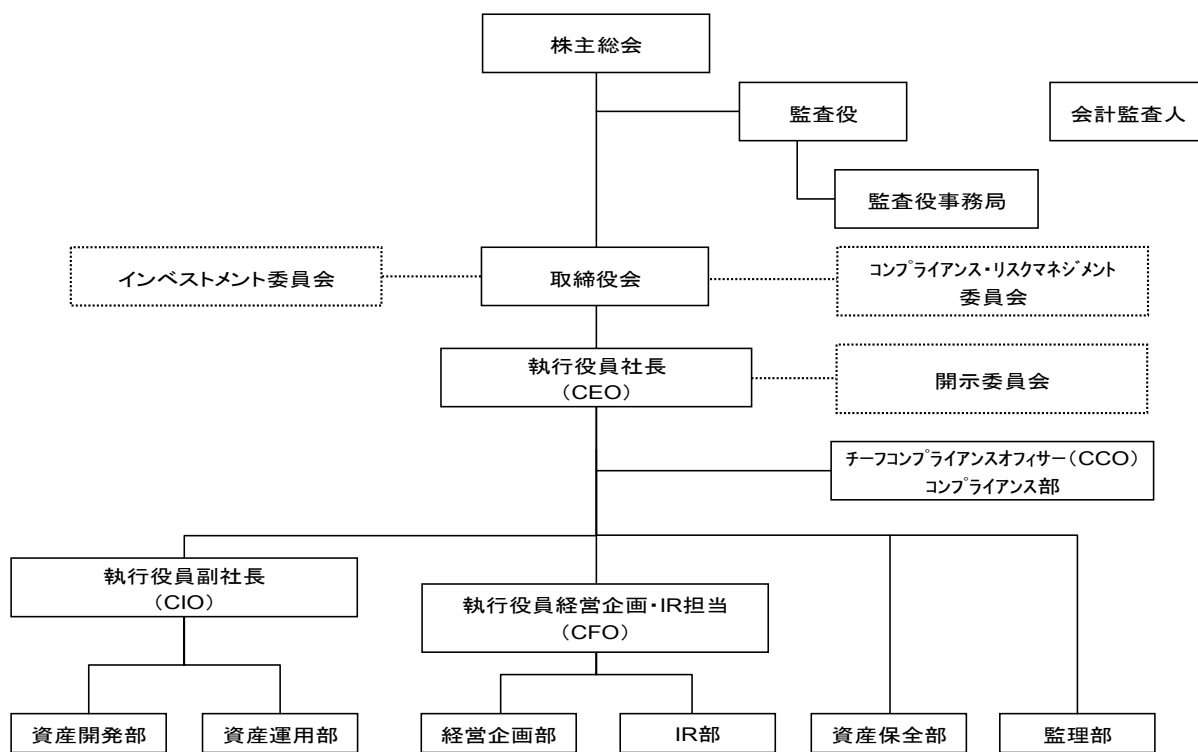 株主総会
監査役
会計監査人
監査役事務局
インベストメント委員会
取締役会
コンプライアンス・リスクマネジメント
委員会
執行役員社長
（CEO）
開示委員会
チーフコンプライアンスオフィサー（CCO）
コンプライアンス部
執行役員副社長
（CIO）
執行役員経営企画・IR担当
（CFO）
資産開発部
資産運用部
経営企画部
IR部
資産保全部
監理部